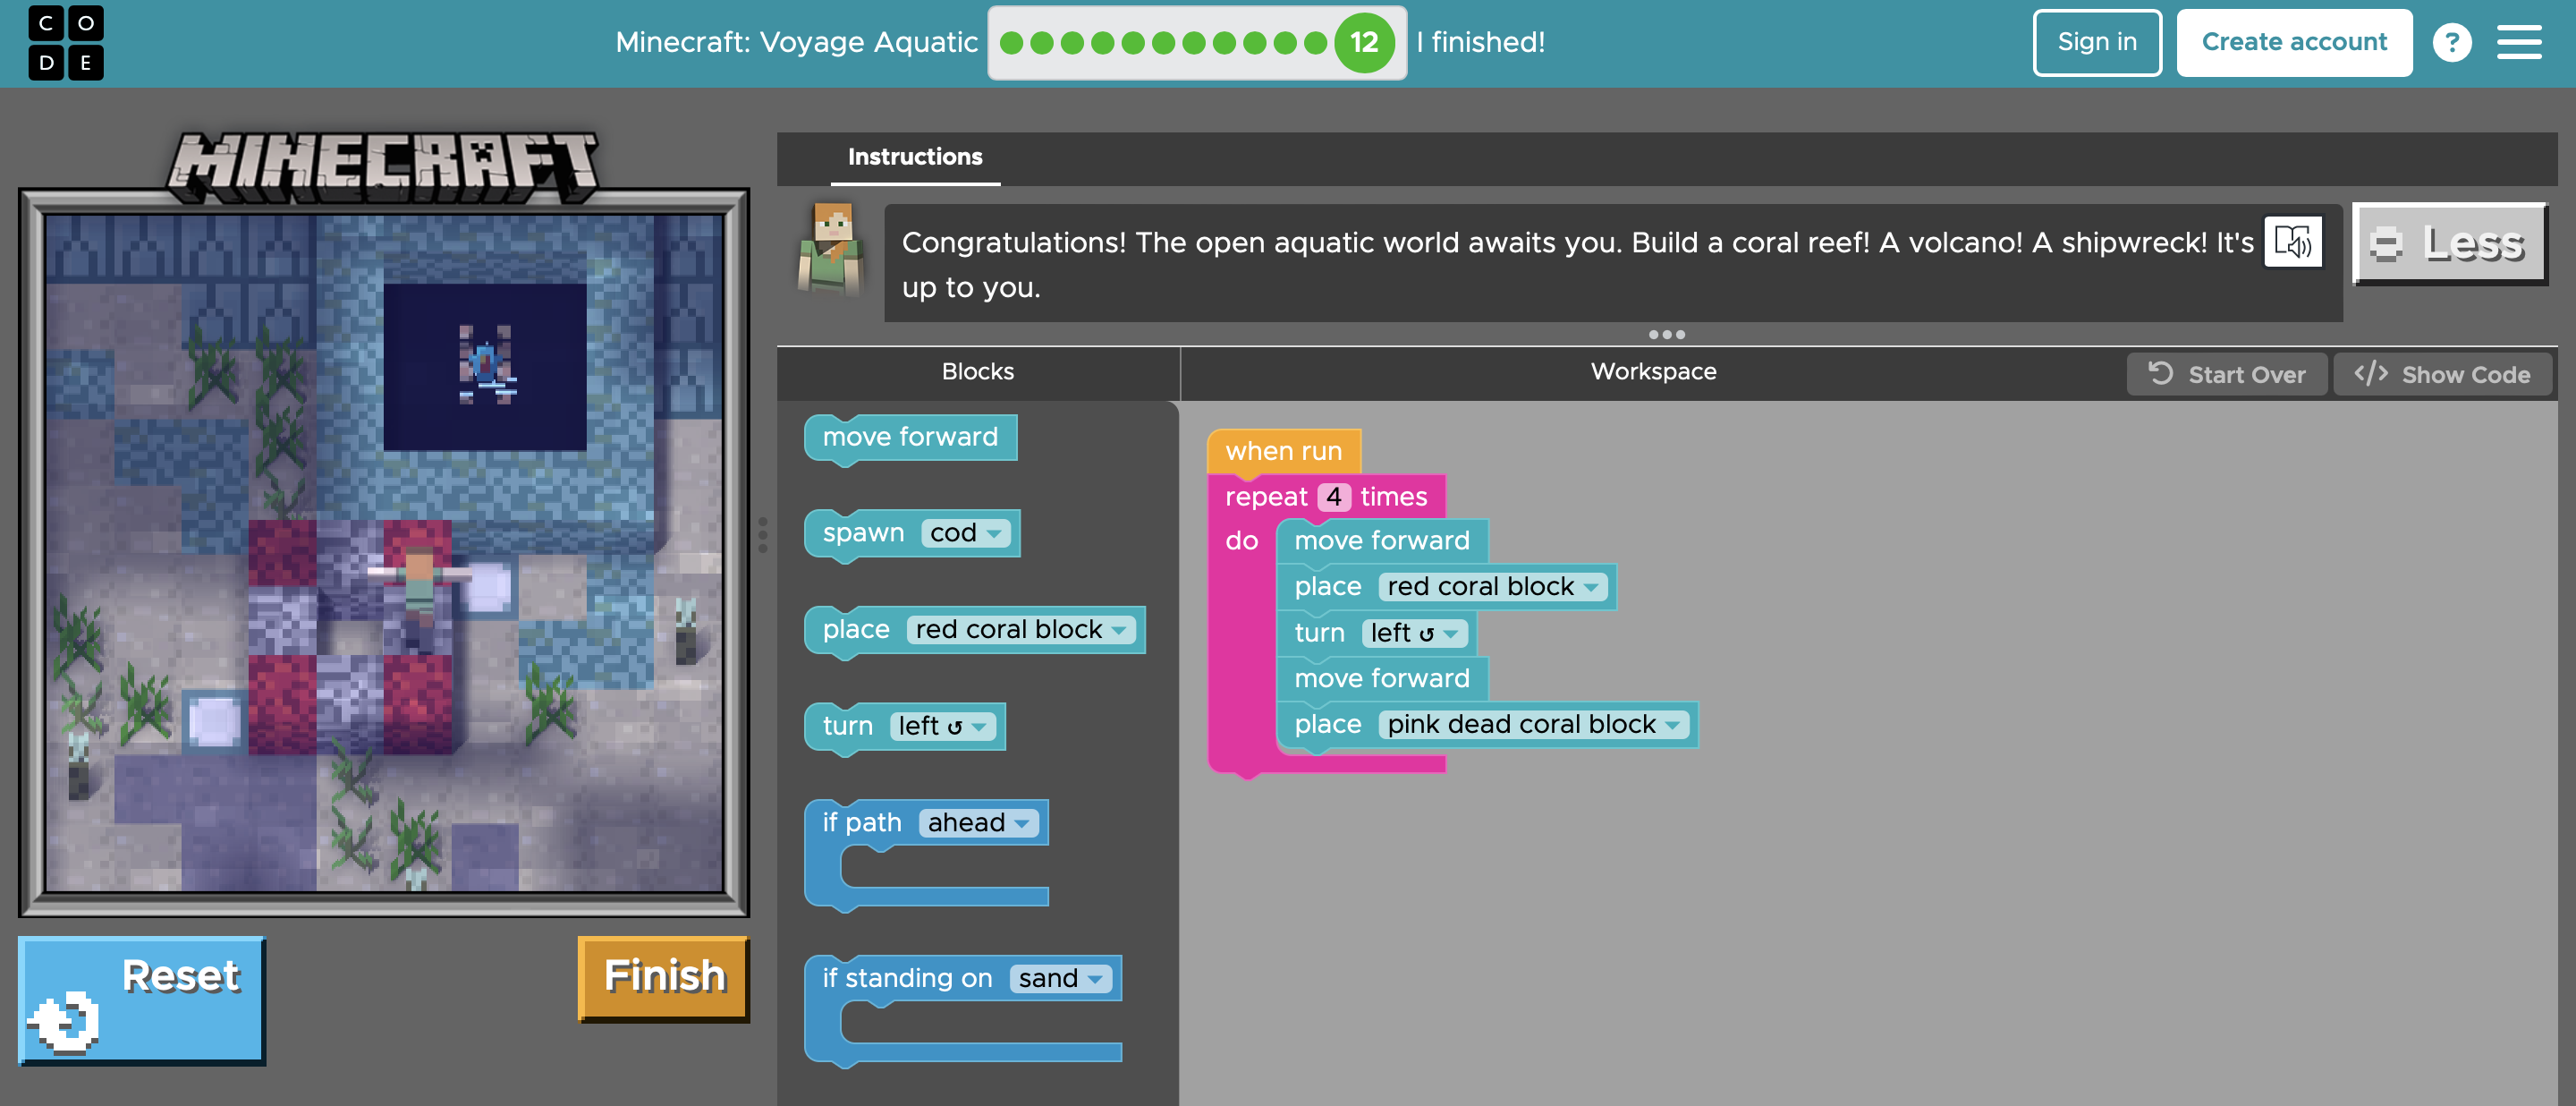 CODE
Minecraft: Voyage Aquatic
12
I finished!
Sign in
Create account
?
MINECRAFT
Instructions
Congratulations! The open aquatic world awaits you. Build a coral reef! A volcano! A shipwreck! It's
up to you.
Less
Blocks
Workspace
Start Over
</> Show Code
move forward
spawn cod
place red coral block
turn left ↺
if path ahead
if standing on sand
when run
repeat 4 times
do
move forward
place red coral block
turn left ↺
move forward
place pink dead coral block
Reset
Finish